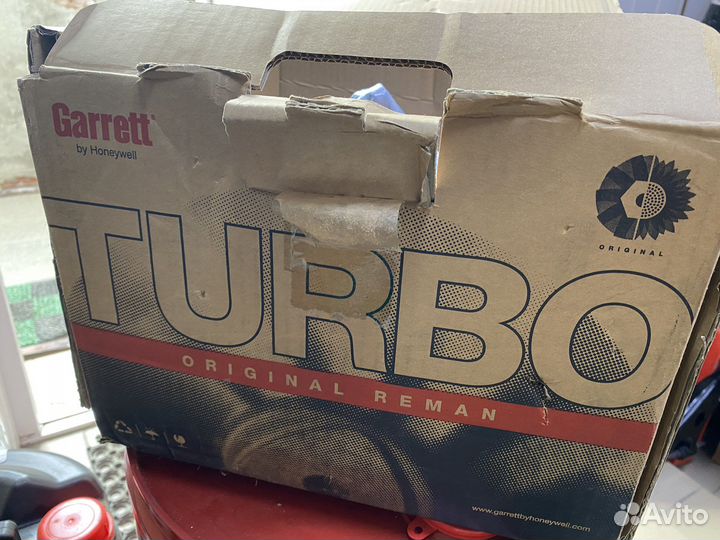 Garrett
by Honeywell
ORIGINAL
TURBO
ORIGINAL REMAN
www.garrettbyhoneywell.com
Avito